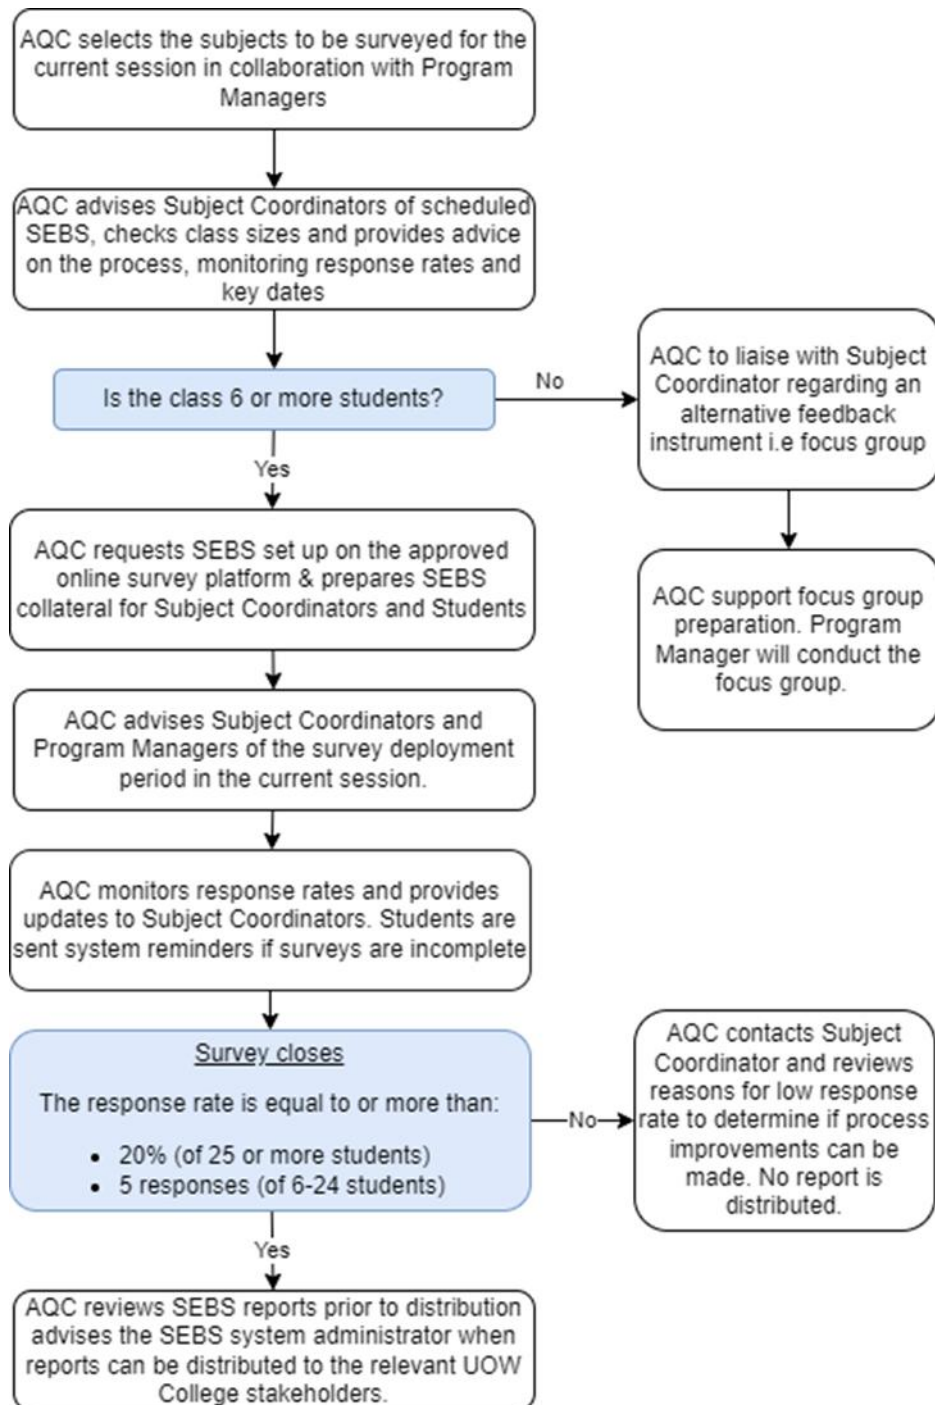 AQC selects the subjects to be surveyed for the
current session in collaboration with Program
Managers
AQC advises Subject Coordinators of scheduled
SEBS, checks class sizes and provides advice
on the process, monitoring response rates and
key dates
Is the class 6 or more students?
No
AQC to liaise with Subject
Coordinator regarding an
alternative feedback
instrument i.e focus group
AQC support focus group
preparation. Program
Manager will conduct the
focus group.
Yes
AQC requests SEBS set up on the approved
online survey platform & prepares SEBS
collateral for Subject Coordinators and Students
AQC advises Subject Coordinators and
Program Managers of the survey deployment
period in the current session.
AQC monitors response rates and provides
updates to Subject Coordinators. Students are
sent system reminders if surveys are incomplete
Survey closes
The response rate is equal to or more than:
• 20% (of 25 or more students)
• 5 responses (of 6-24 students)
No
AQC contacts Subject
Coordinator and reviews
reasons for low response
rate to determine if process
improvements can be
made. No report is
distributed.
Yes
AQC reviews SEBS reports prior to distribution
advises the SEBS system administrator when
reports can be distributed to the relevant UOW
College stakeholders.